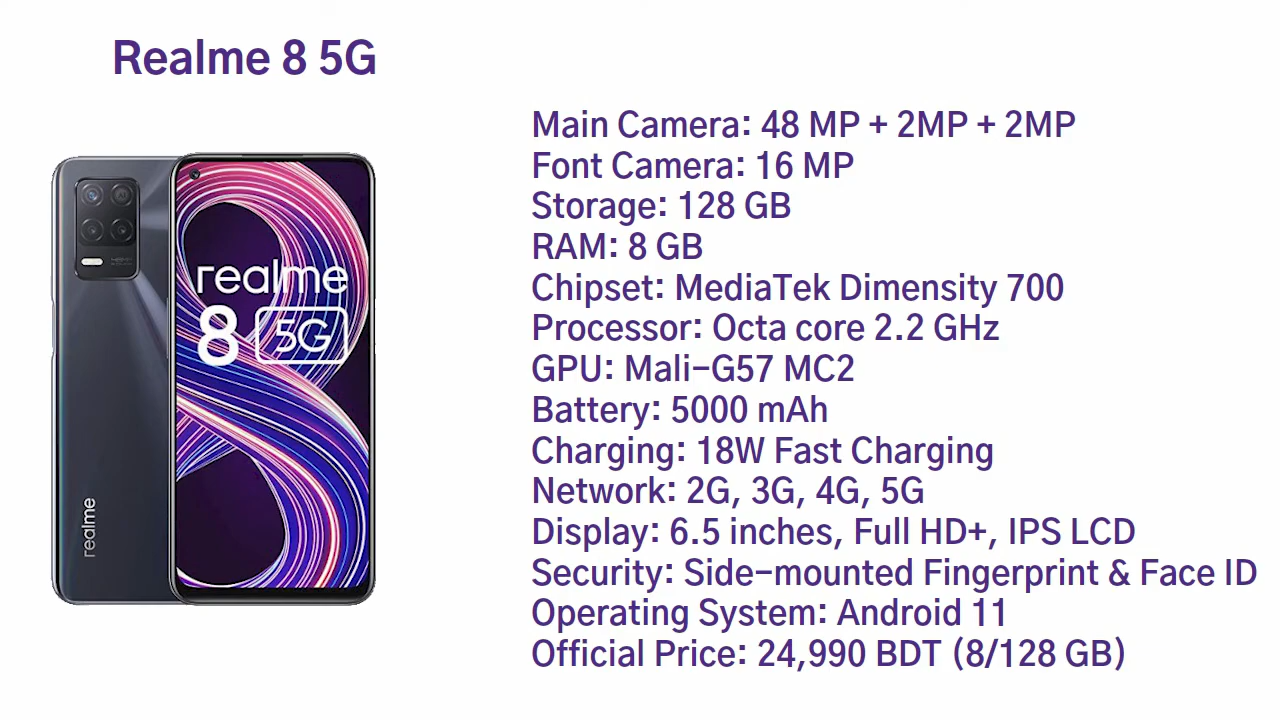 Realme 8 5G
Main Camera: 48 MP + 2MP + 2MP
Font Camera: 16 MP
Storage: 128 GB
RAM: 8 GB
Chipset: MediaTek Dimensity 700
Processor: Octa core 2.2 GHz
GPU: Mali-G57 MC2
Battery: 5000 mAh
Charging: 18W Fast Charging
Network: 2G, 3G, 4G, 5G
Display: 6.5 inches, Full HD+, IPS LCD
Security: Side-mounted Fingerprint & Face ID
Operating System: Android 11
Official Price: 24,990 BDT (8/128 GB)
realme
8 5G
realme